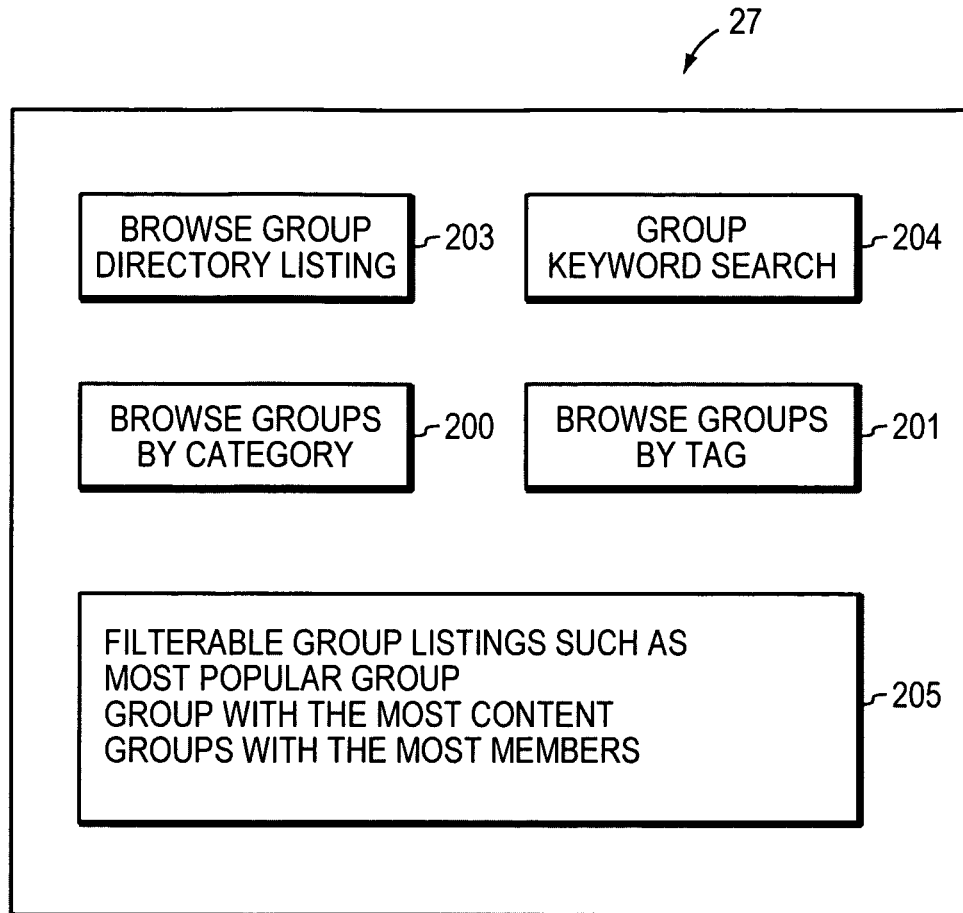 27
BROWSE GROUP
DIRECTORY LISTING
203
GROUP
KEYWORD SEARCH
204
BROWSE GROUPS
BY CATEGORY
200
BROWSE GROUPS
BY TAG
201
FILTERABLE GROUP LISTINGS SUCH AS
MOST POPULAR GROUP
GROUP WITH THE MOST CONTENT
GROUPS WITH THE MOST MEMBERS
205